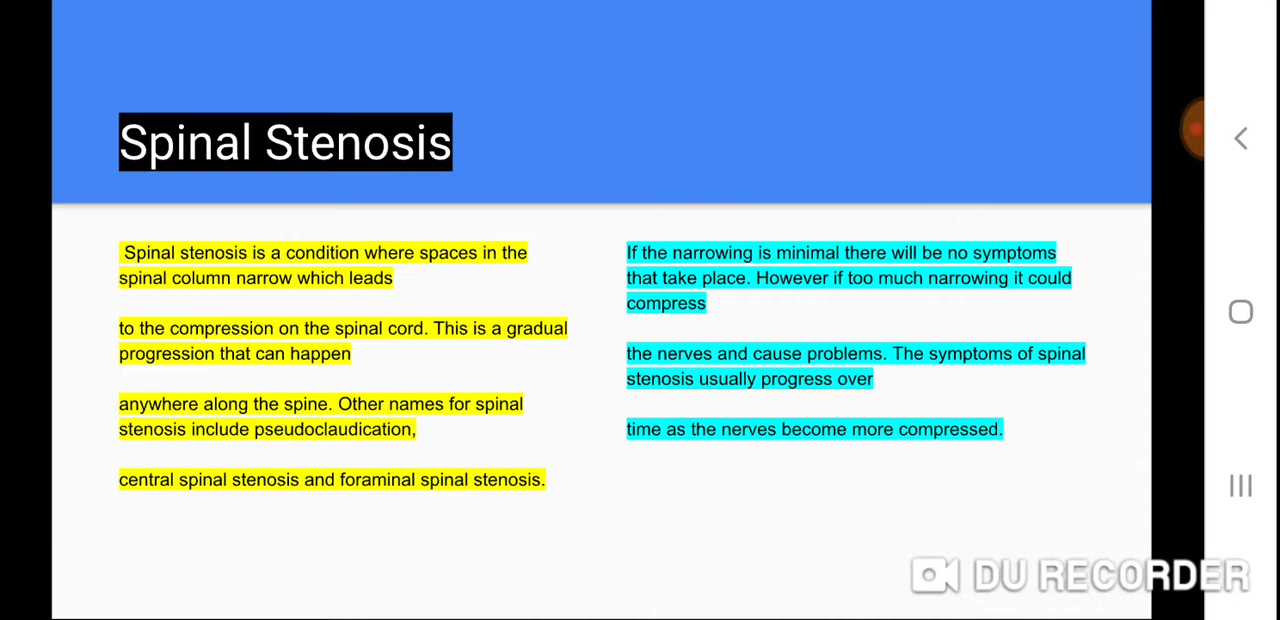 Spinal Stenosis
Spinal stenosis is a condition where spaces in the
spinal column narrow which leads
to the compression on the spinal cord. This is a gradual
progression that can happen
anywhere along the spine. Other names for spinal
stenosis include pseudoclaudication,
central spinal stenosis and foraminal spinal stenosis.
If the narrowing is minimal there will be no symptoms
that take place. However if too much narrowing it could
compress
the nerves and cause problems. The symptoms of spinal
stenosis usually progress over
time as the nerves become more compressed.
DU RECORDER